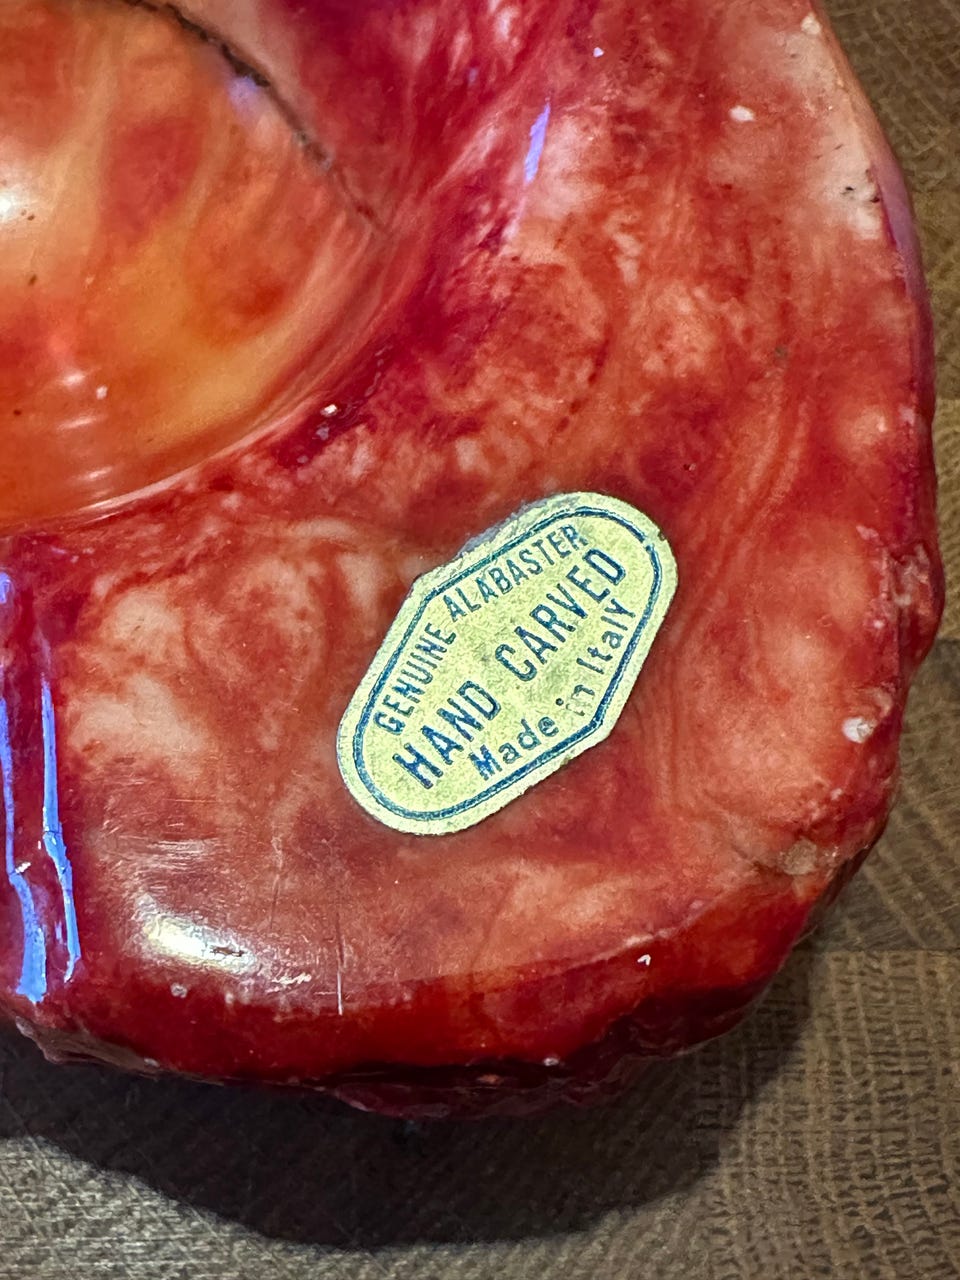 GENUINE ALABASTER
HAND CARVED
Made in ItalY